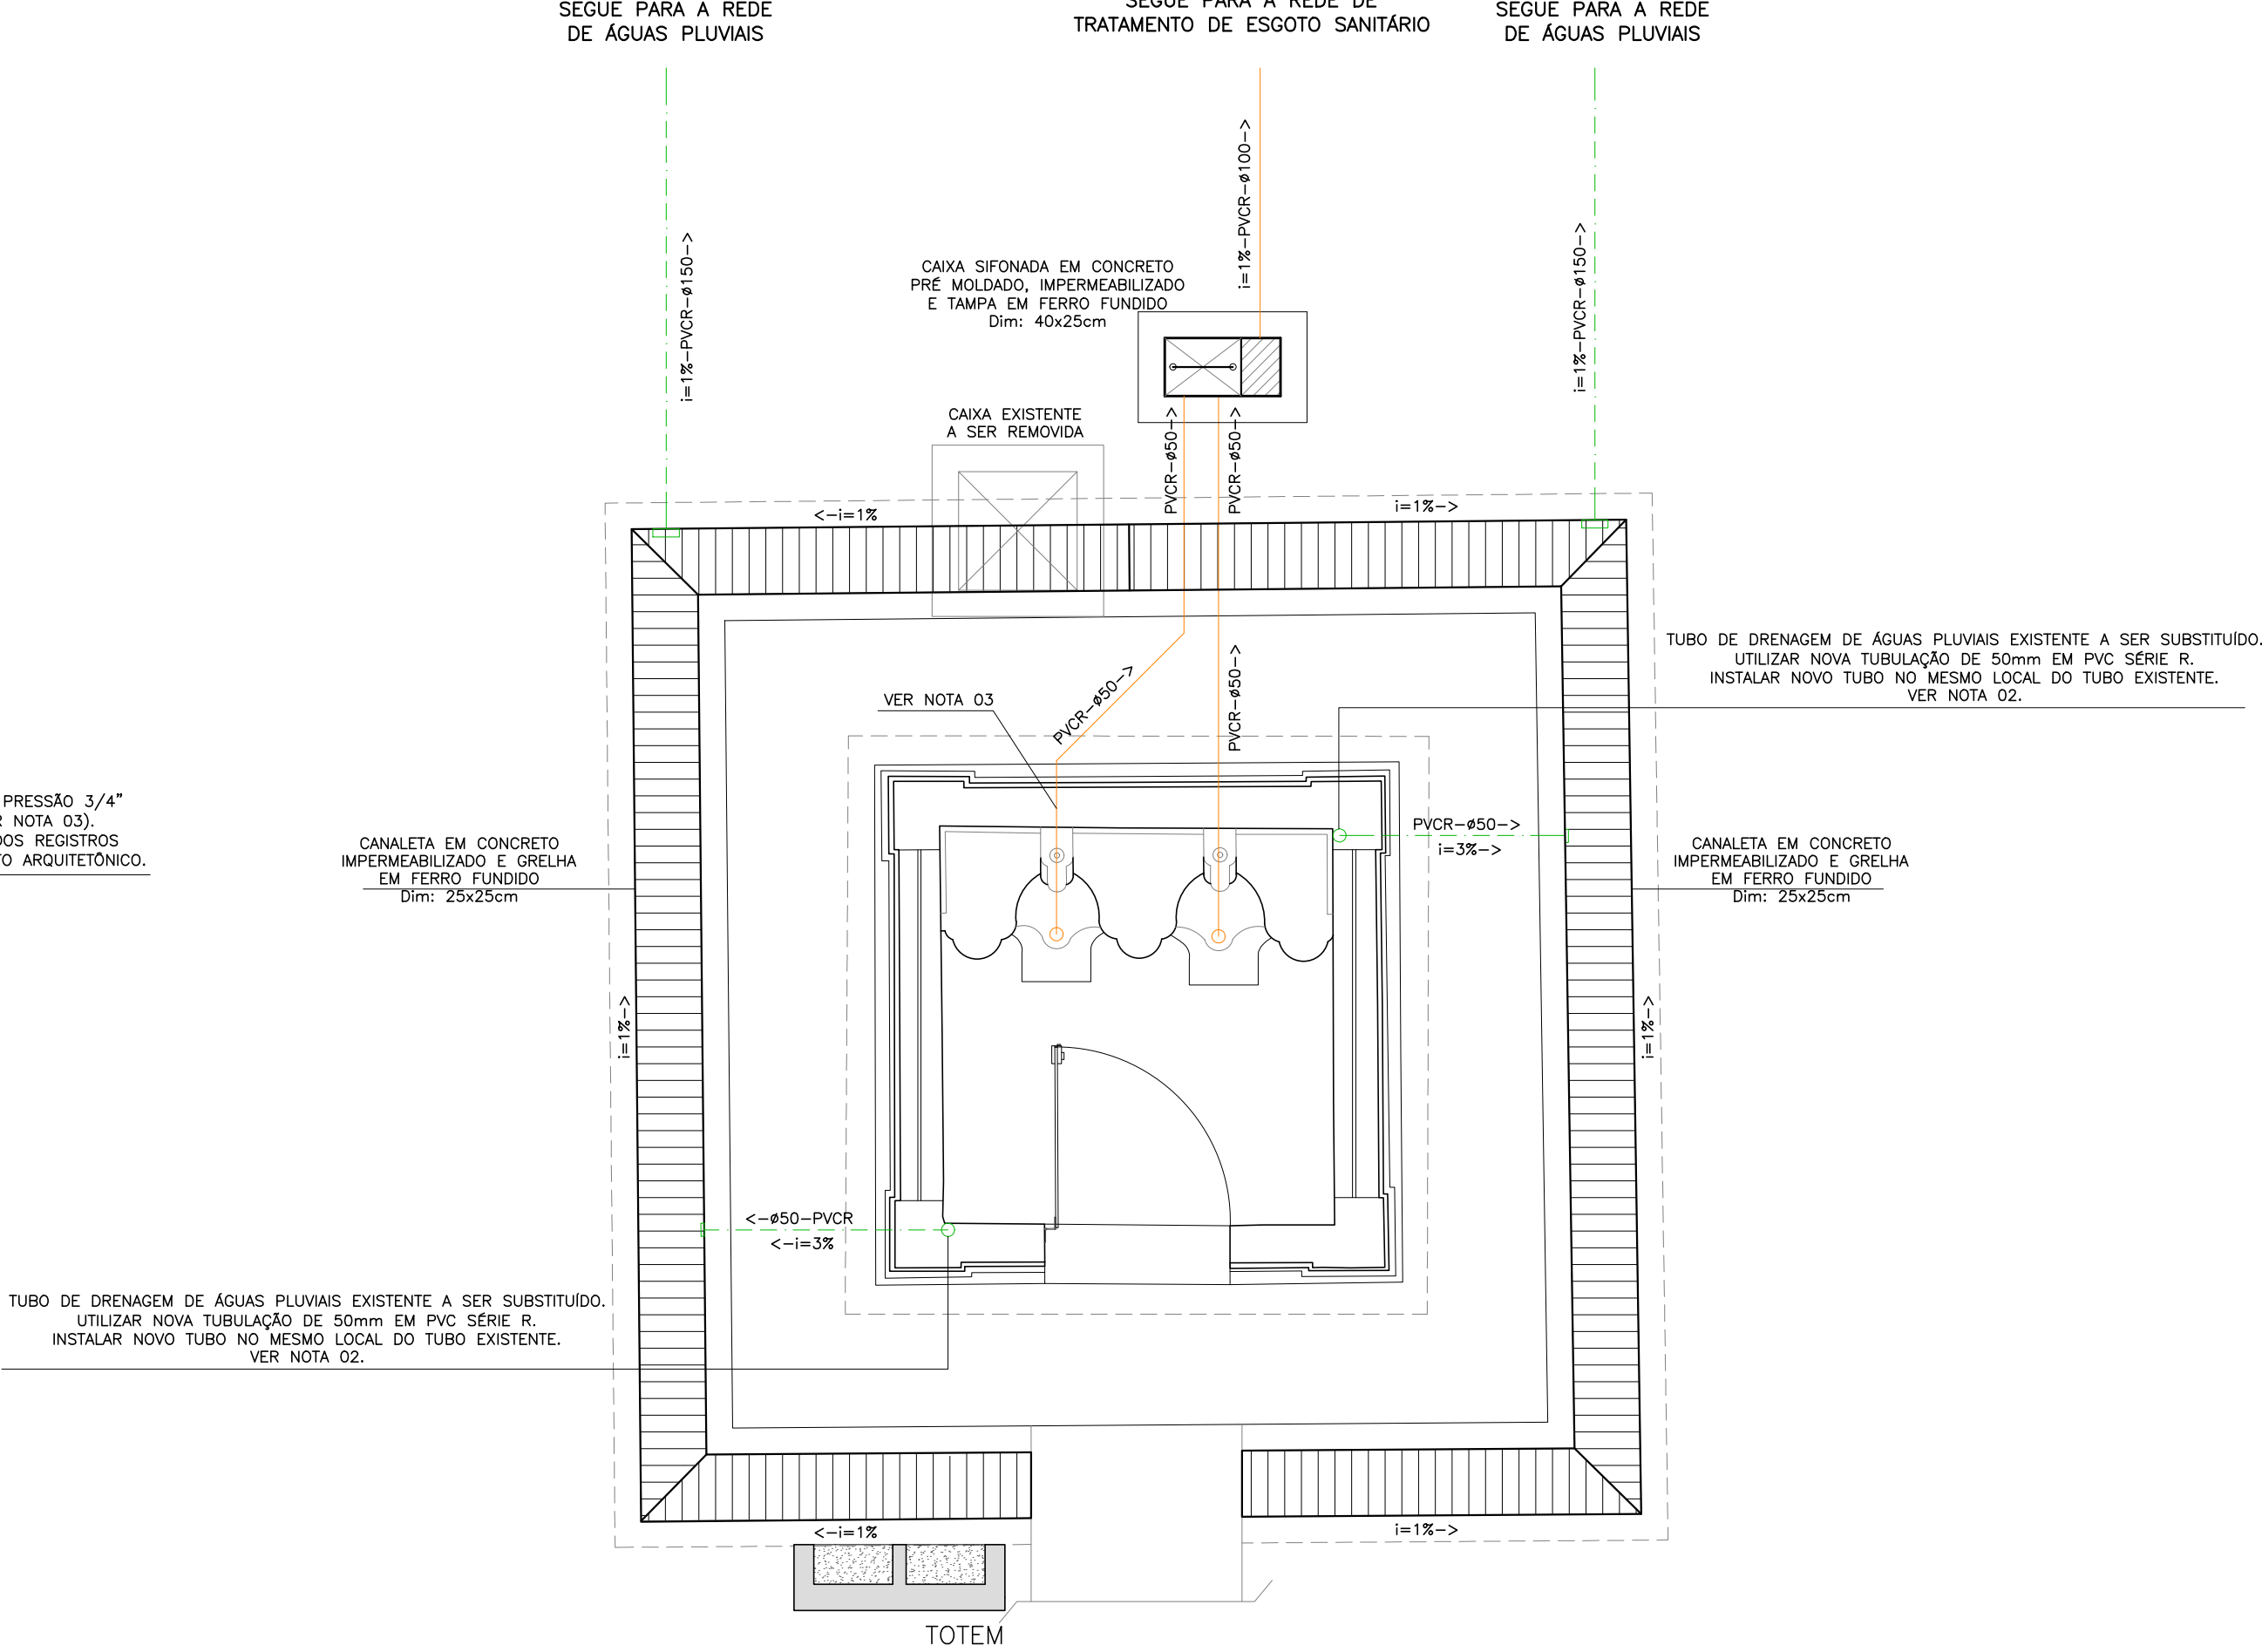 SEGUE PARA A REDE
DE ÁGUAS PLUVIAIS
SEGUE PARA A REDE DE
TRATAMENTO DE ESGOTO SANITÁRIO
SEGUE PARA A REDE
DE ÁGUAS PLUVIAIS
i=1%-PVCR-ø150->
i=1%-PVCR-ø100->
i=1%-PVCR-ø150->
CAIXA SIFONADA EM CONCRETO
PRÉ MOLDADO, IMPERMEABILIZADO
E TAMPA EM FERRO FUNDIDO
Dim: 40x25cm
CAIXA EXISTENTE
A SER REMOVIDA
PVCR-ø50->
PVCR-ø50->
<-i=1%
i=1%->
TUBO DE DRENAGEM DE ÁGUAS PLUVIAIS EXISTENTE A SER SUBSTITUÍDO.
UTILIZAR NOVA TUBULAÇÃO DE 50mm EM PVC SÉRIE R.
INSTALAR NOVO TUBO NO MESMO LOCAL DO TUBO EXISTENTE.
VER NOTA 02.
VER NOTA 03
PVCR-ø50->
PVCR-ø50->
PRESSÃO 3/4”
NOTA 03).
DOS REGISTROS
ARQUITETÔNICO.
CANALETA EM CONCRETO
IMPERMEABILIZADO E GRELHA
EM FERRO FUNDIDO
Dim: 25x25cm
PVCR-ø50->
i=3%->
CANALETA EM CONCRETO
IMPERMEABILIZADO E GRELHA
EM FERRO FUNDIDO
Dim: 25x25cm
i=1%->
i=1%->
<-ø50-PVCR
<-i=3%
TUBO DE DRENAGEM DE ÁGUAS PLUVIAIS EXISTENTE A SER SUBSTITUÍDO.
UTILIZAR NOVA TUBULAÇÃO DE 50mm EM PVC SÉRIE R.
INSTALAR NOVO TUBO NO MESMO LOCAL DO TUBO EXISTENTE.
VER NOTA 02.
<-i=1%
i=1%->
TOTEM